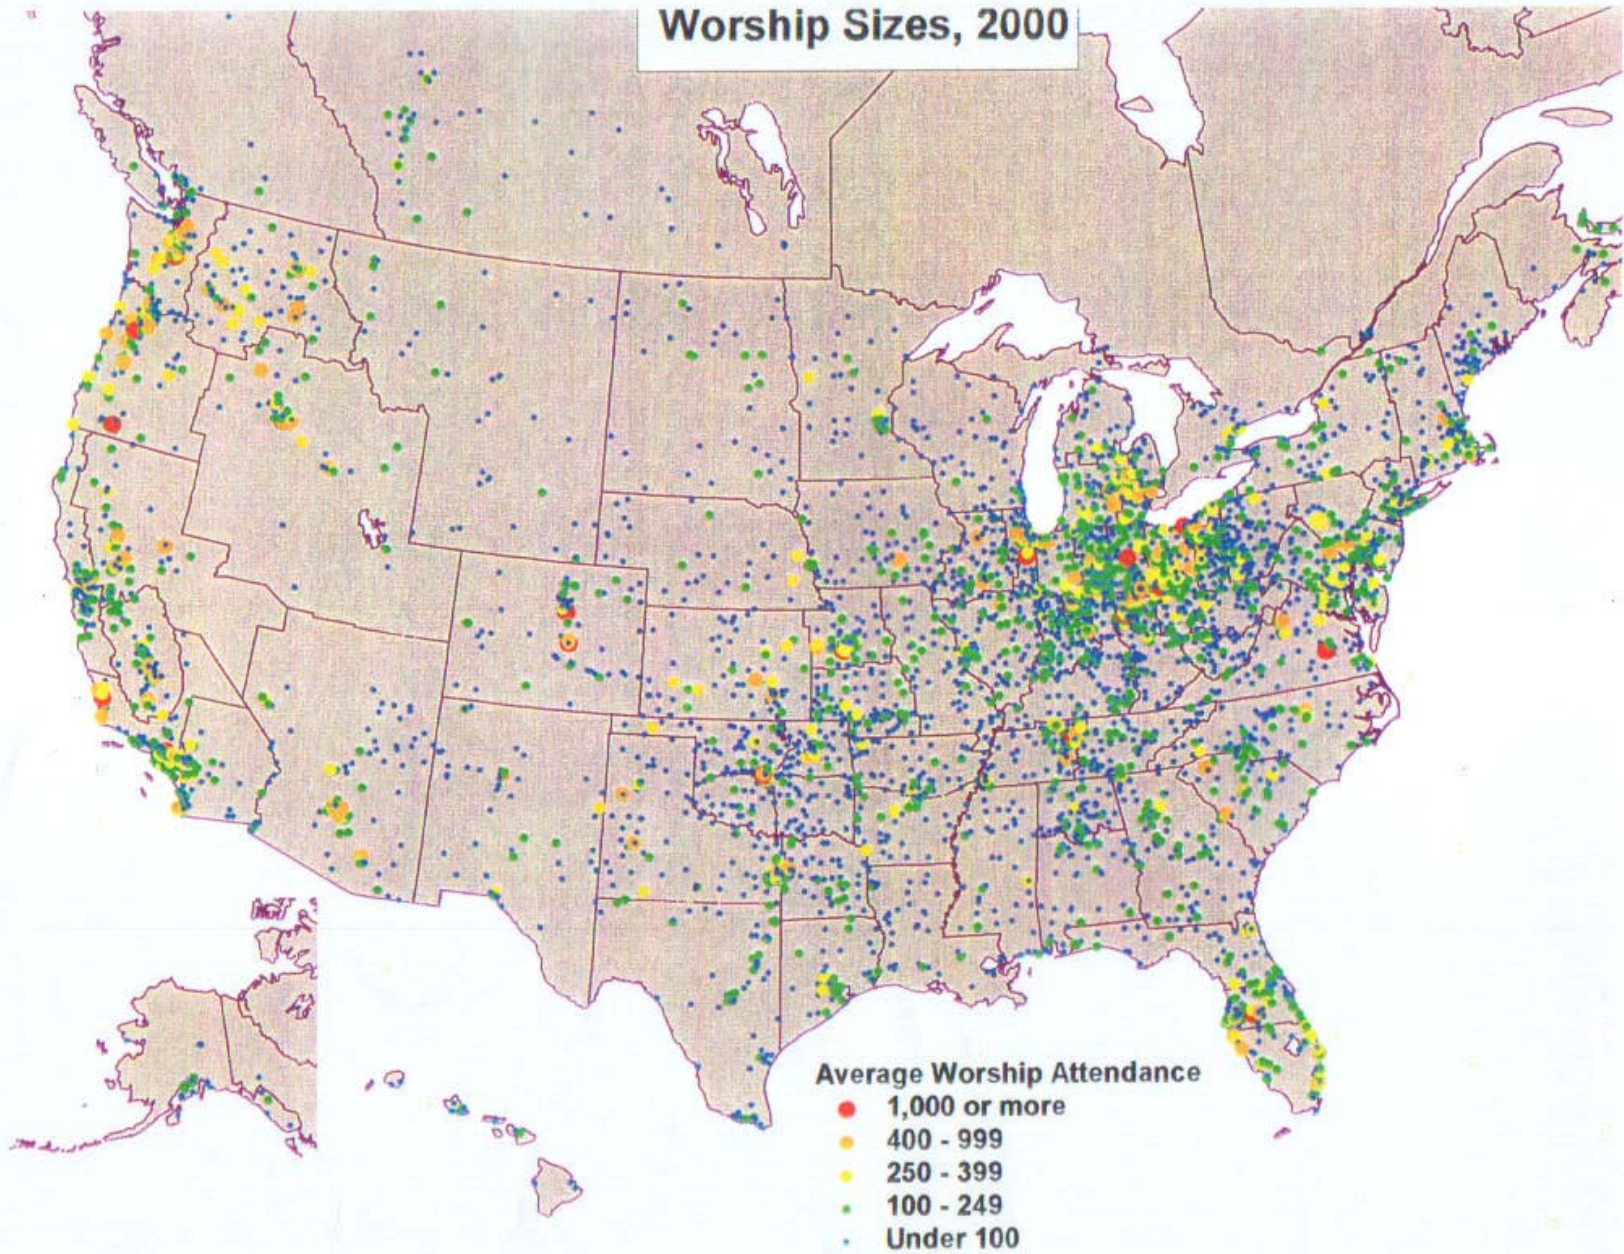 Worship Sizes, 2000
Average Worship Attendance
1,000 or more
400 - 999
250 - 399
100 - 249
Under 100